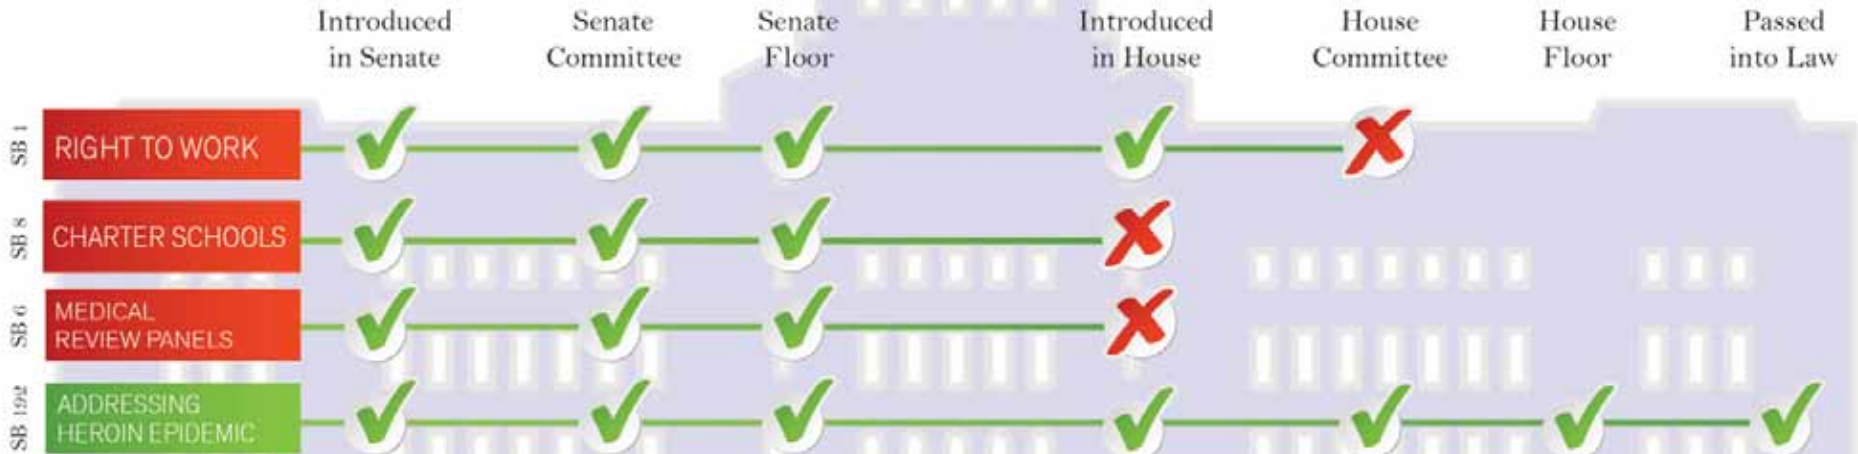 Introduced
in Senate
Senate
Committee
Senate
Floor
Introduced
in House
House
Committee
House
Floor
Passed
into Law
SB 1
RIGHT TO WORK
SB 8
CHARTER SCHOOLS
SB 6
MEDICAL
REVIEW PANELS
SB 192
ADDRESSING
HEROIN EPIDEMIC